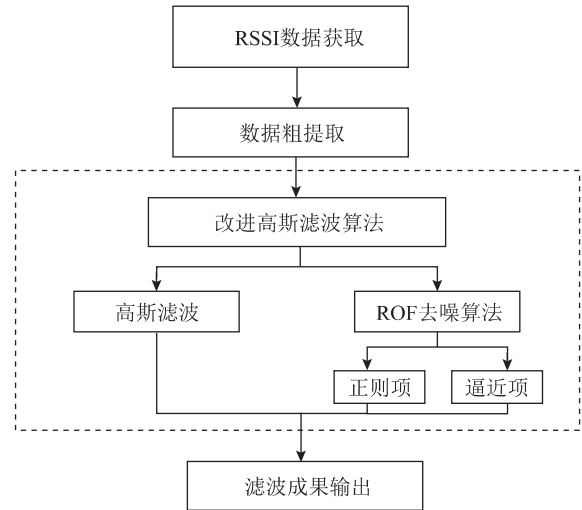 RSSI数据获取
数据粗提取
改进高斯滤波算法
高斯滤波
ROF去噪算法
正则项
逼近项
滤波成果输出